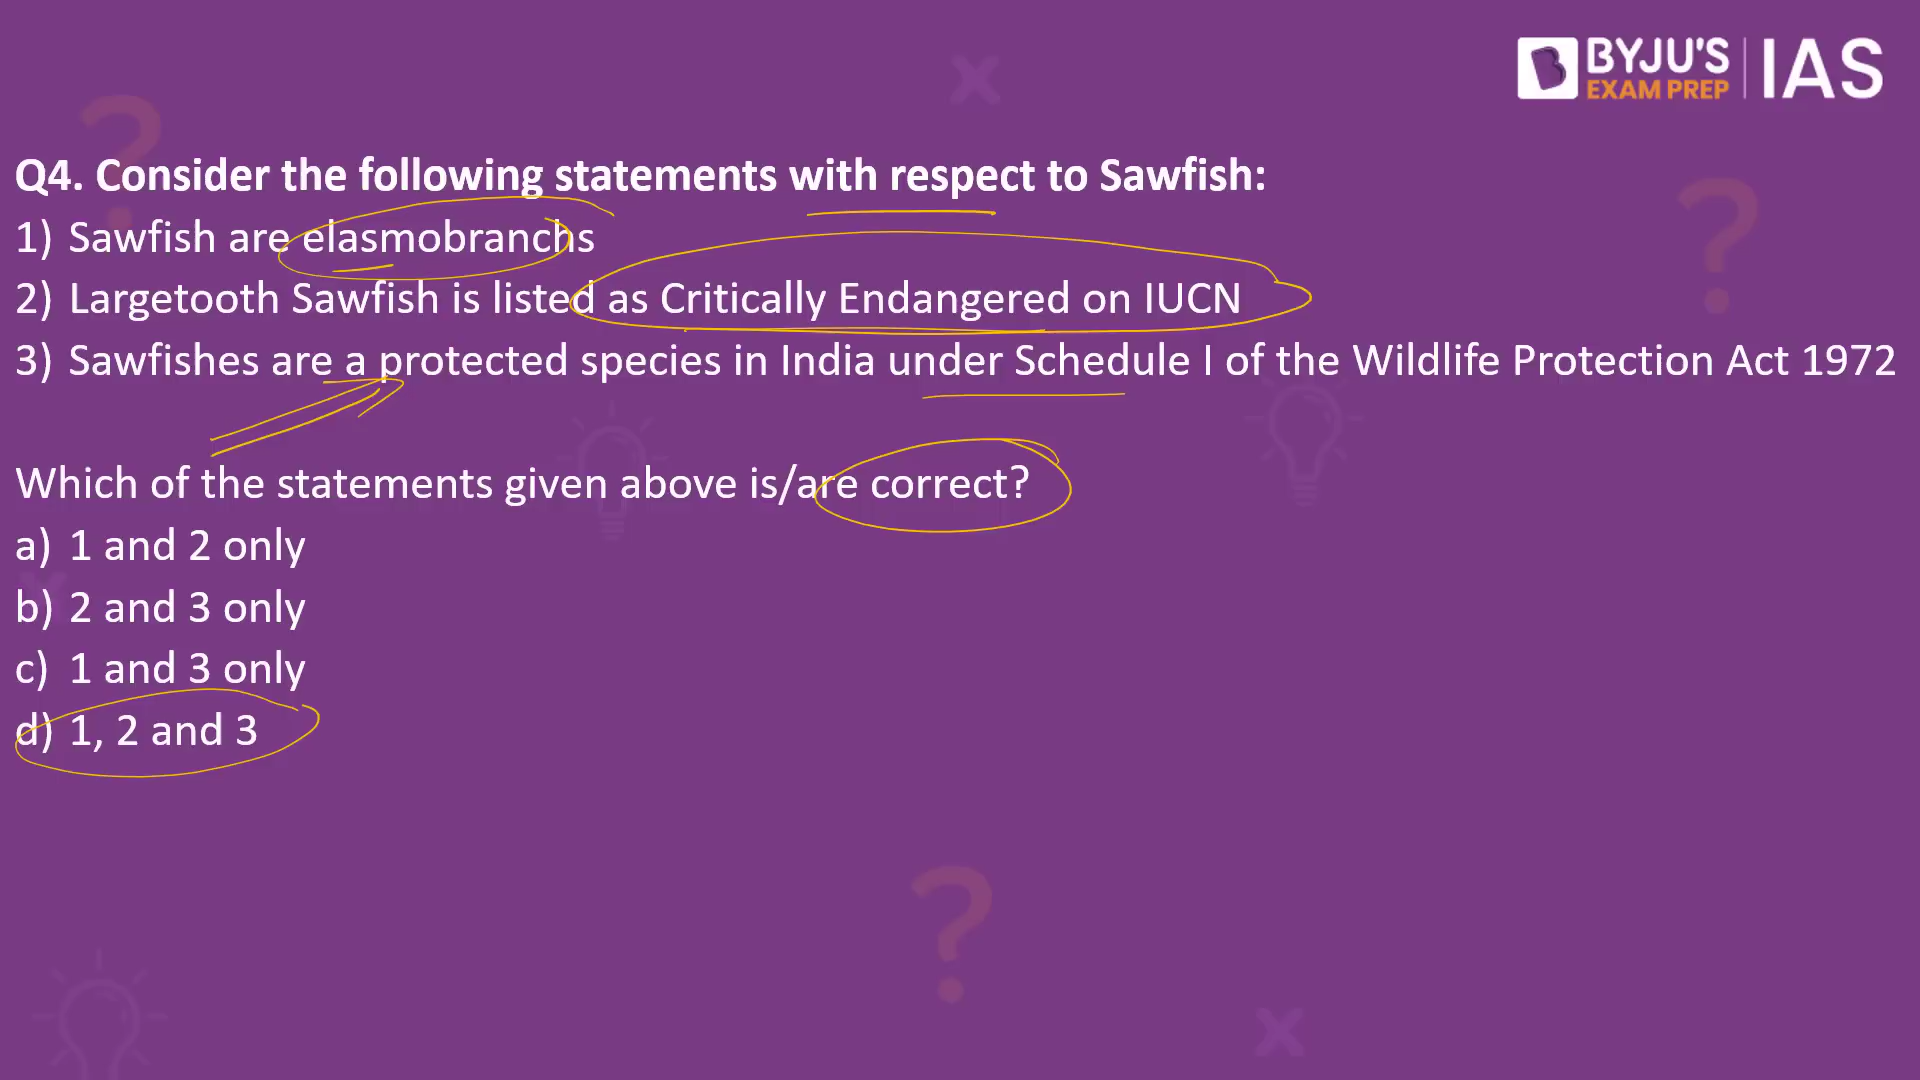 BYJU'S
EXAM PREP
IAS
Q4. Consider the following statements with respect to Sawfish:
1) Sawfish are elasmobranchs
2) Largetooth Sawfish is listed as Critically Endangered on IUCN
3) Sawfishes are a protected species in India under Schedule I of the Wildlife Protection Act 1972
Which of the statements given above is/are correct?
a) 1 and 2 only
b) 2 and 3 only
c) 1 and 3 only
d) 1, 2 and 3